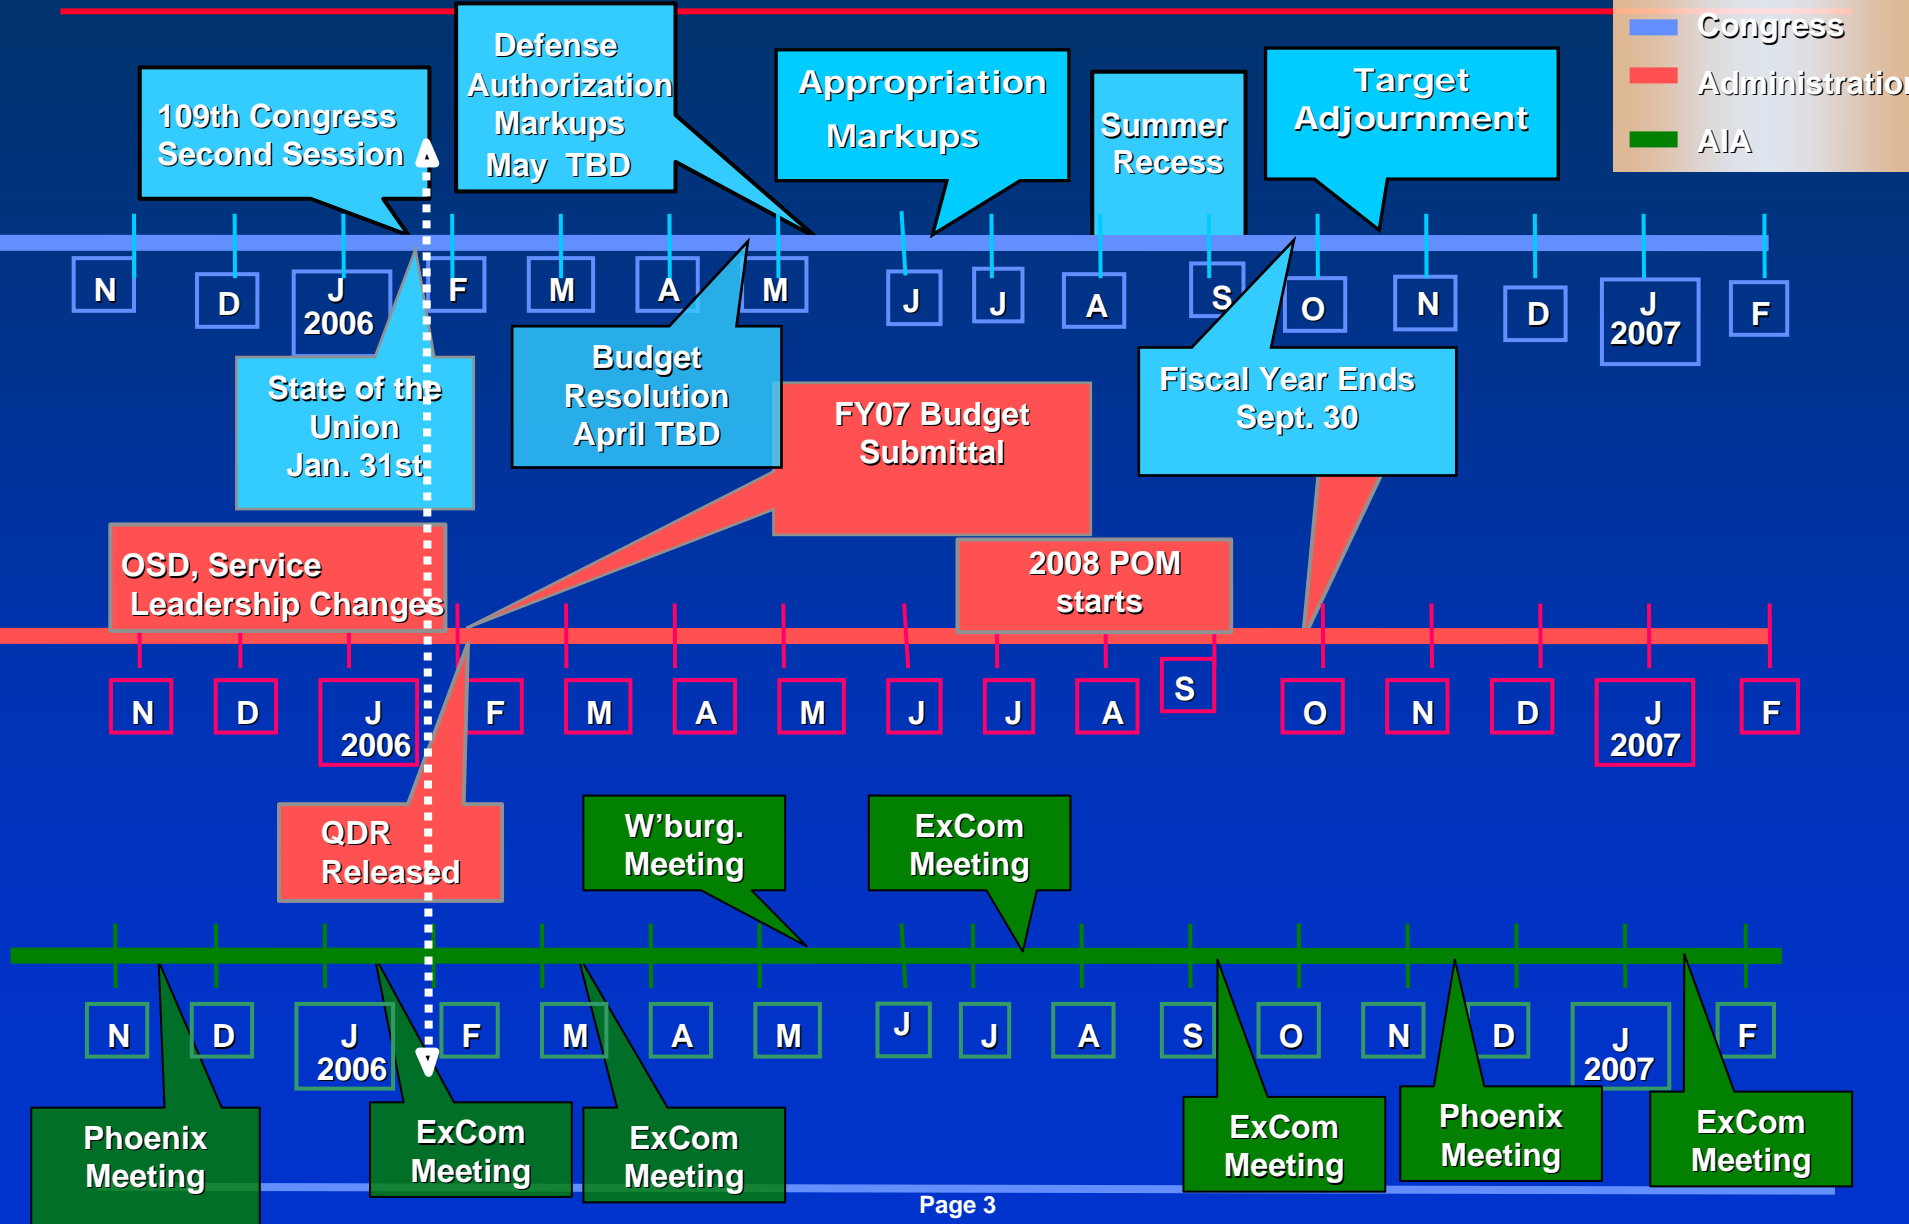 Congress
Administration
AIA
109th Congress
Second Session
Defense
Authorization
Markups
May TBD
Appropriation
Markups
Summer
Recess
Target
Adjournment
N
D
J
2006
F
M
A
M
J
J
A
S
O
N
D
J
2007
F
State of the
Union
Jan. 31st
Budget
Resolution
April TBD
Fiscal Year Ends
Sept. 30
FY07 Budget
Submittal
OSD, Service
Leadership Changes
2008 POM
starts
N
D
J
2006
F
M
A
M
J
J
A
S
O
N
D
J
2007
F
QDR
Released
W'burg.
Meeting
ExCom
Meeting
N
D
J
2006
F
M
A
M
J
J
A
S
O
N
D
J
2007
F
Phoenix
Meeting
ExCom
Meeting
ExCom
Meeting
ExCom
Meeting
Phoenix
Meeting
ExCom
Meeting
Page 3